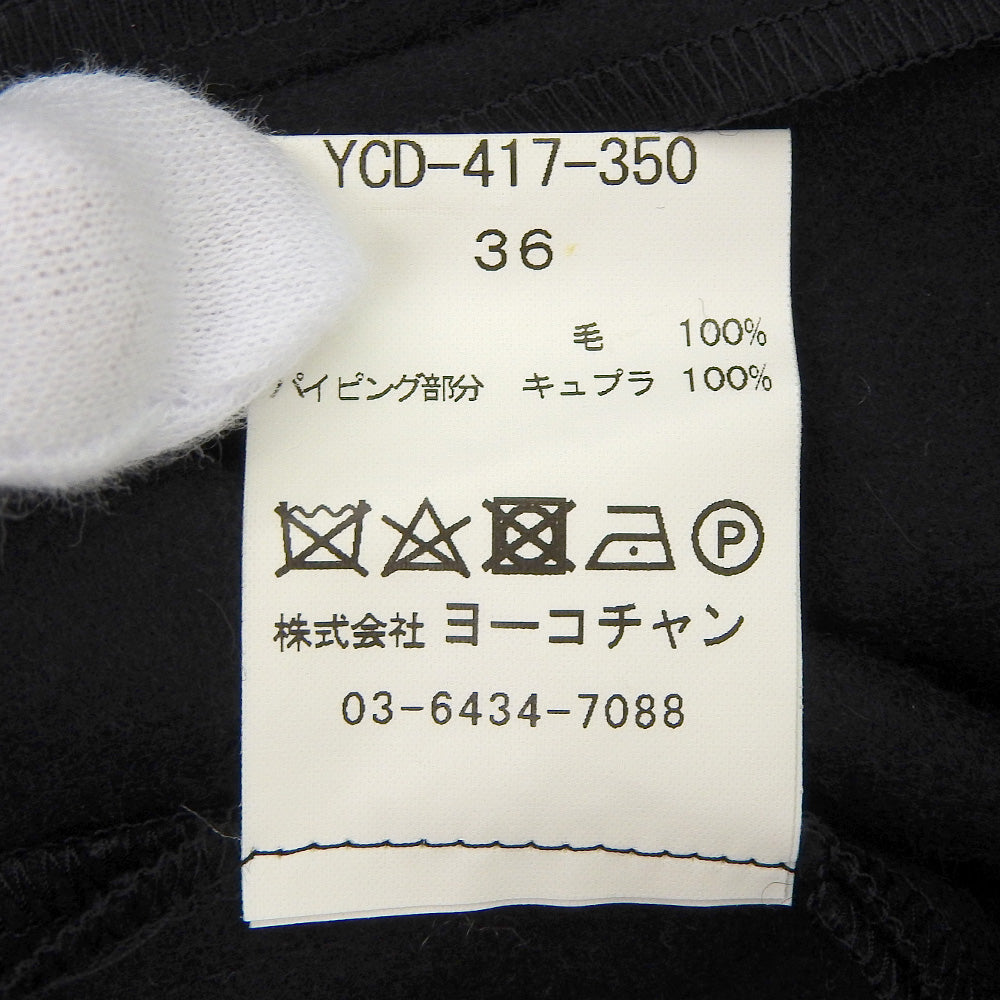 YCD-417-350
36
毛 100%
パイピング部分 キュプラ 100%
P
株式会社 ヨーコチャン
03-6434-7088